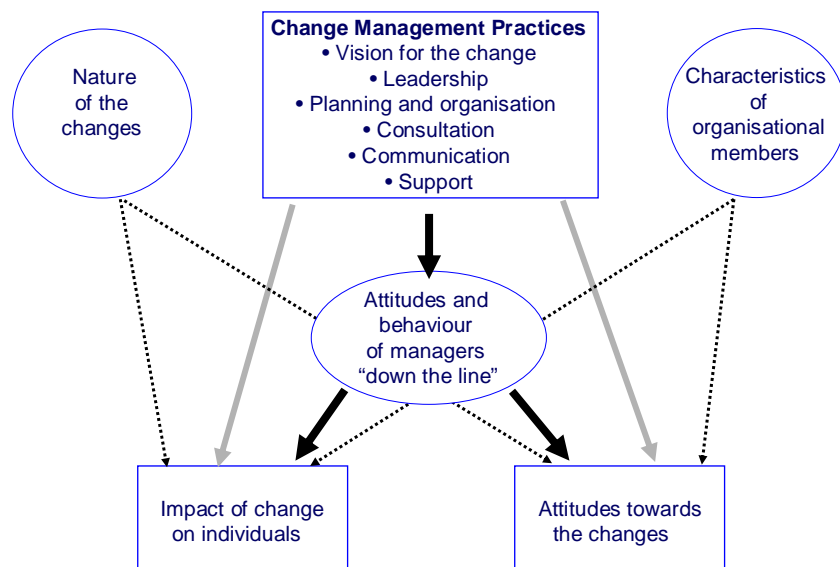 Nature
of the
changes
Change Management Practices
• Vision for the change
• Leadership
• Planning and organisation
• Consultation
• Communication
• Support
Characteristics
of
organisational
members
Attitudes and
behaviour
of managers
“down the line”
Impact of change
on individuals
Attitudes towards
the changes